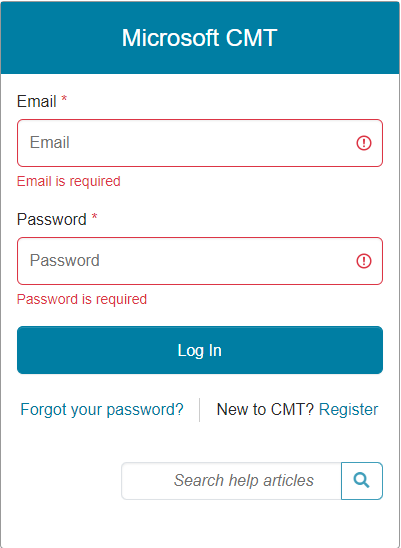 Microsoft CMT
Email *
Email
Email is required
Password *
Password
Password is required
Log In
Forgot your password? New to CMT? Register
Search help articles